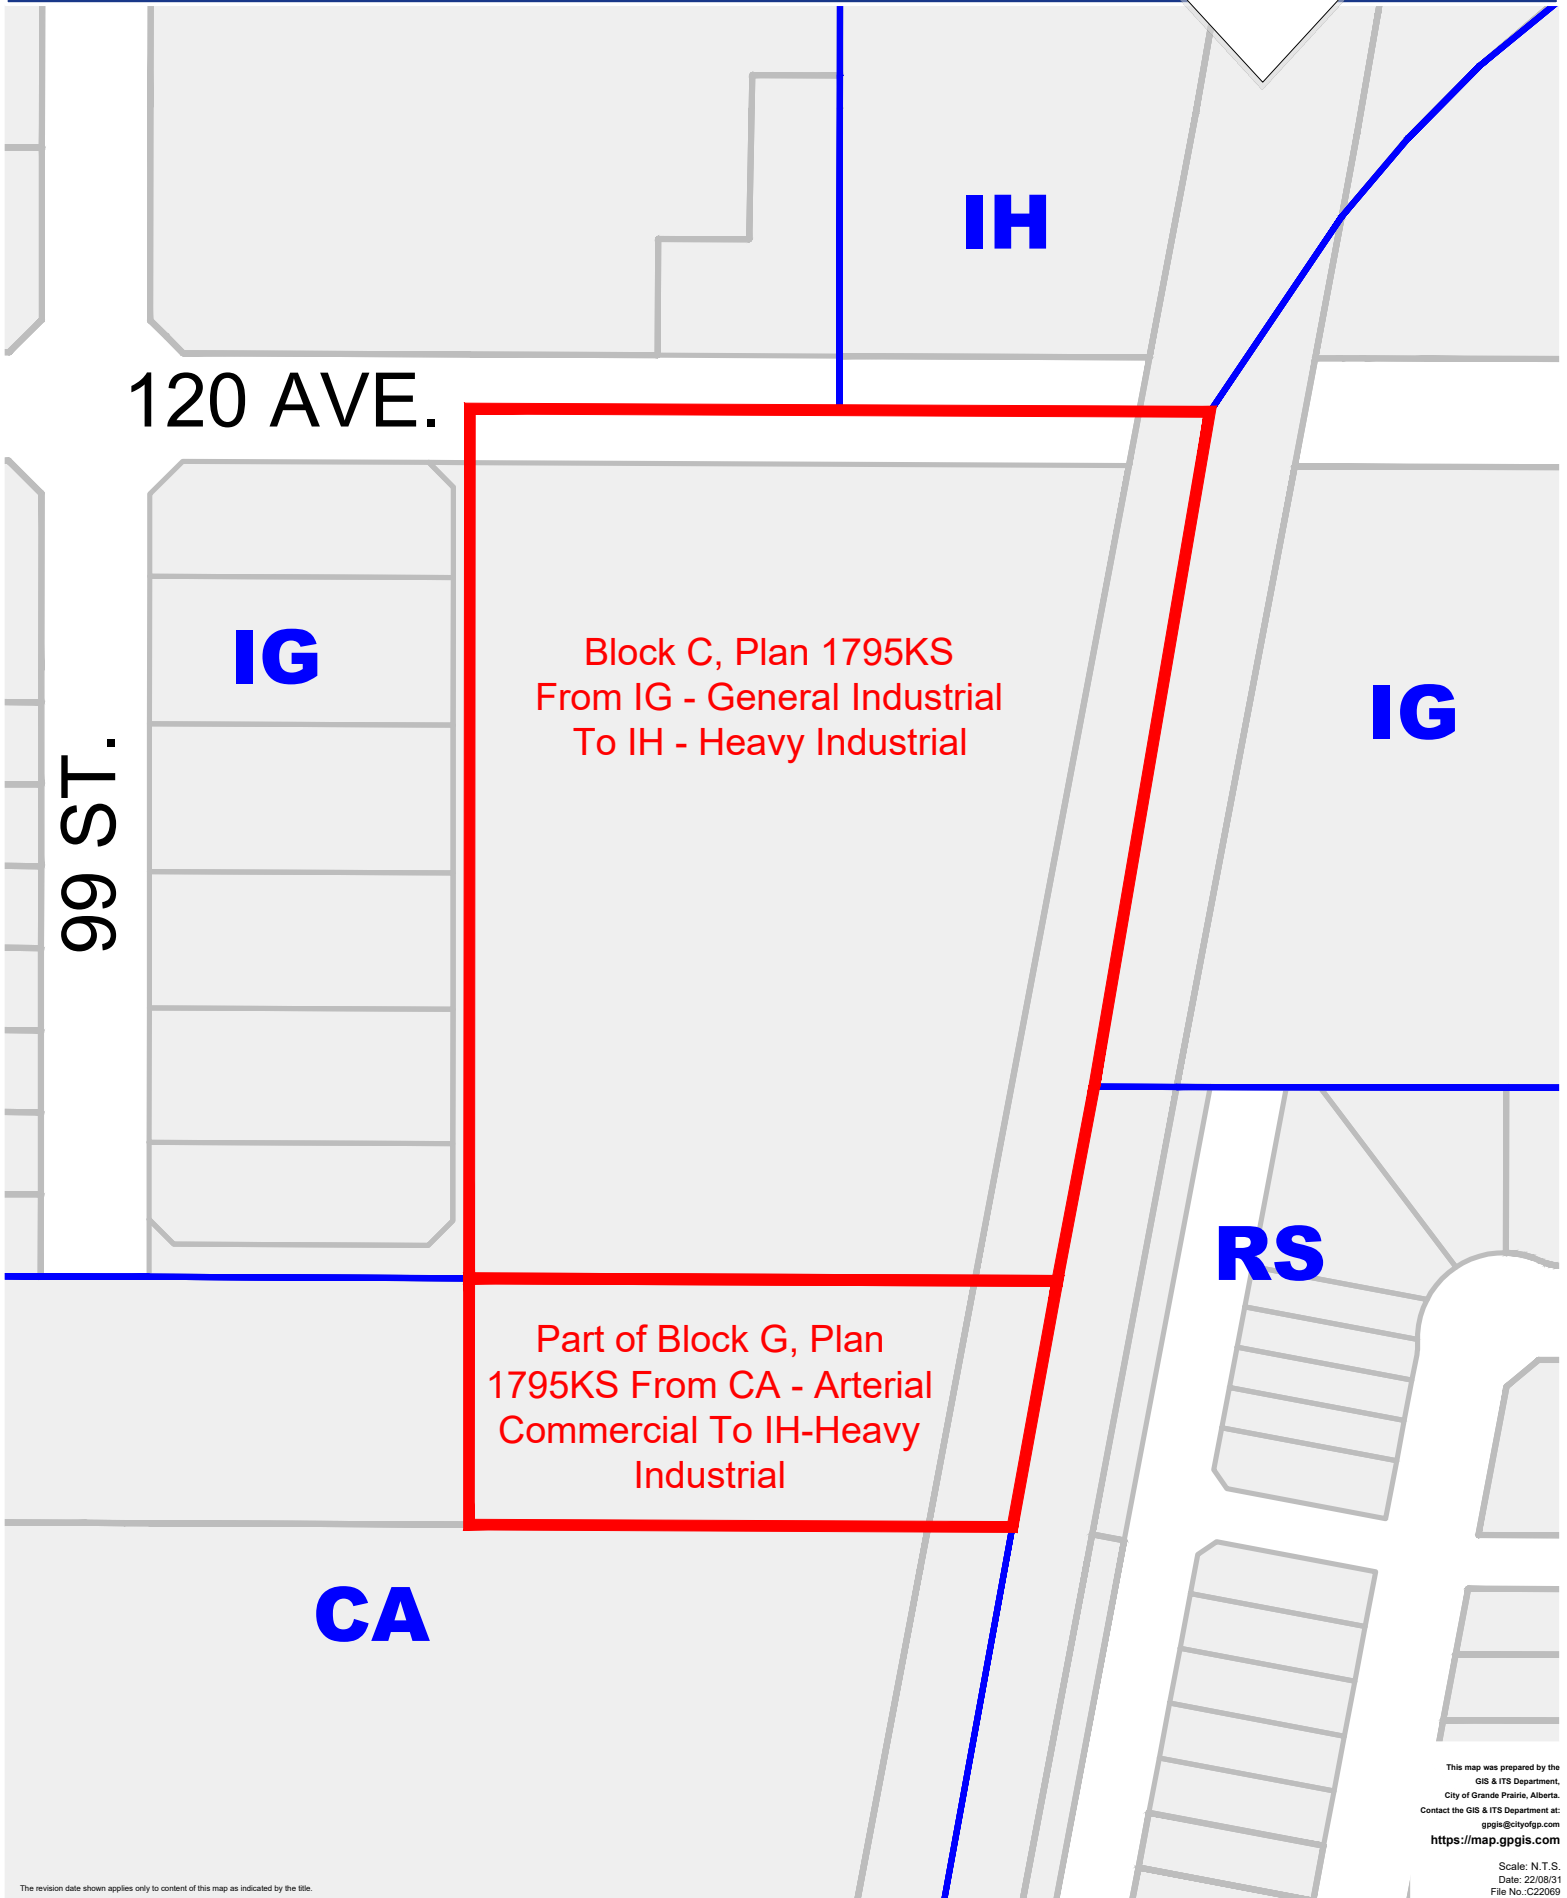 IH
120 AVE.
IG
99 ST.
Block C, Plan 1795KS
From IG - General Industrial
To IH - Heavy Industrial
IG
RS
Part of Block G, Plan
1795KS From CA - Arterial
Commercial To IH-Heavy
Industrial
CA
This map was prepared by the
GIS & ITS Department,
City of Grande Prairie, Alberta.
Contact the GIS & ITS Department at:
gpgis@cityofgp.com
https://map.gpgis.com
Scale: N.T.S.
Date: 22/08/31
File No.:C22069
The revision date shown applies only to content of this map as indicated by the title.